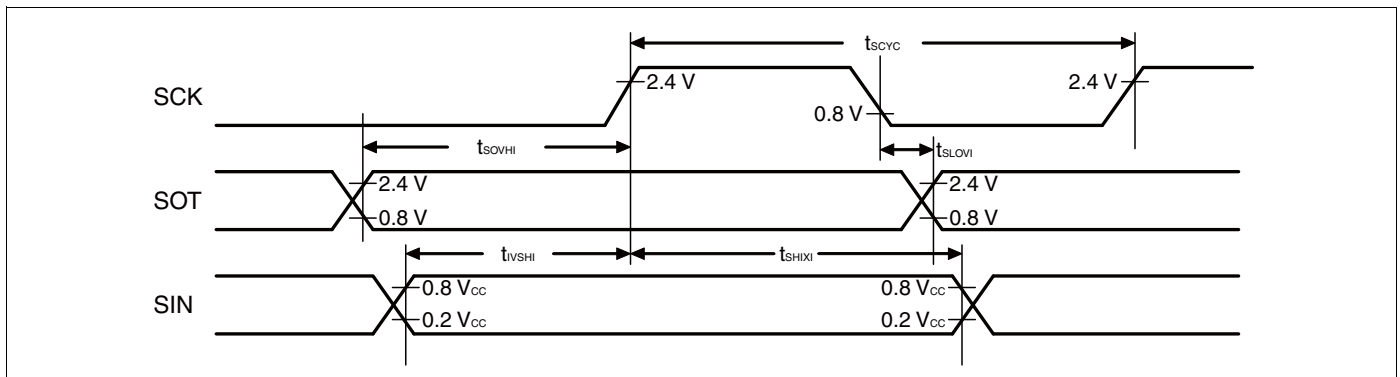 tSCYC
SCK
2.4 V
2.4 V
0.8 V
tSOVHI
tSLOVI
SOT
2.4 V
2.4 V
0.8 V
0.8 V
tIVSHI
tSHIXI
SIN
0.8 VCC
0.8 VCC
0.2 VCC
0.2 VCC